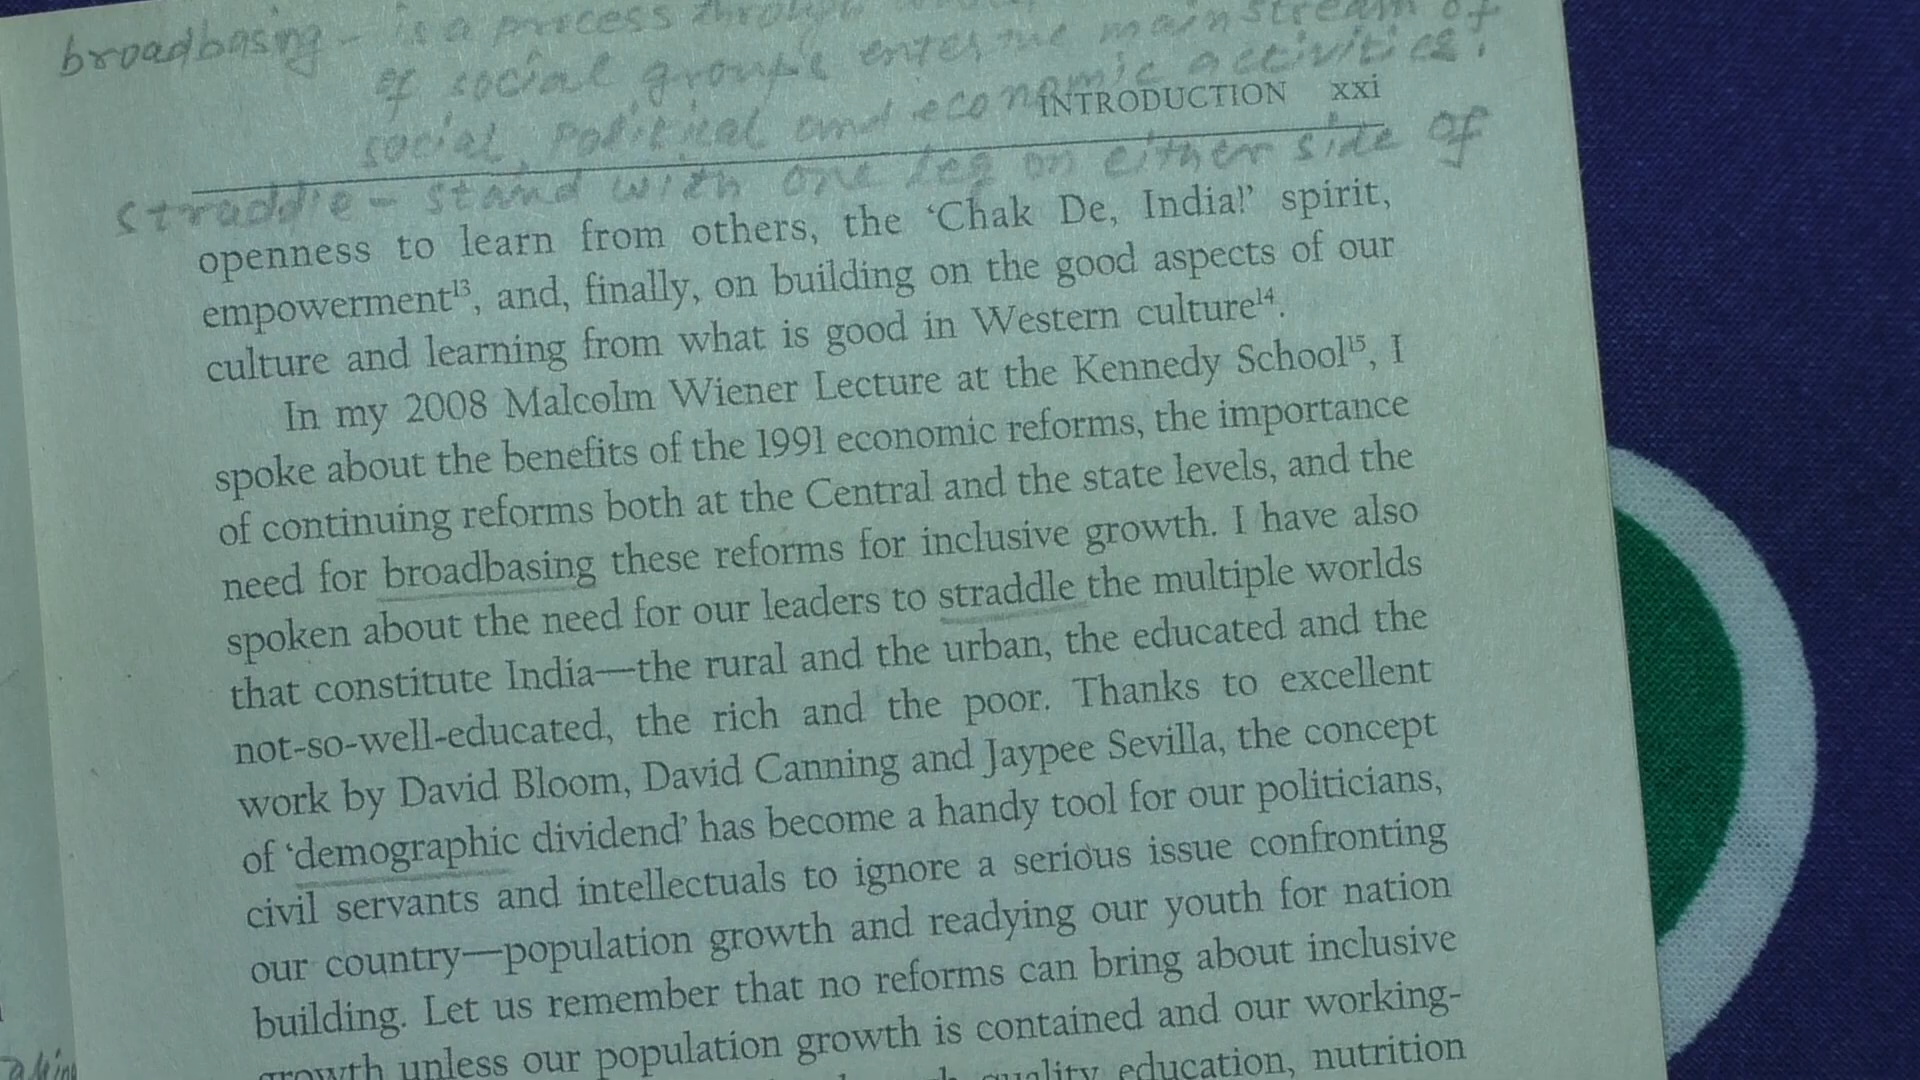 broadbasing - is a process through
of social groups enter the mainstream of
social, political and economic activities.
INTRODUCTION xxi
straddle - stand with one leg on either side of
openness to learn from others, the ‘Chak De, India!’ spirit,
empowerment¹³, and, finally, on building on the good aspects of our
culture and learning from what is good in Western culture¹⁴.
In my 2008 Malcolm Wiener Lecture at the Kennedy School¹⁵, I
spoke about the benefits of the 1991 economic reforms, the importance
of continuing reforms both at the Central and the state levels, and the
need for broadbasing these reforms for inclusive growth. I have also
spoken about the need for our leaders to straddle the multiple worlds
that constitute India—the rural and the urban, the educated and the
not-so-well-educated, the rich and the poor. Thanks to excellent
work by David Bloom, David Canning and Jaypee Sevilla, the concept
of ‘demographic dividend’ has become a handy tool for our politicians,
civil servants and intellectuals to ignore a serious issue confronting
our country—population growth and readying our youth for nation
building. Let us remember that no reforms can bring about inclusive
growth unless our population growth is contained and our working-
quality education, nutrition